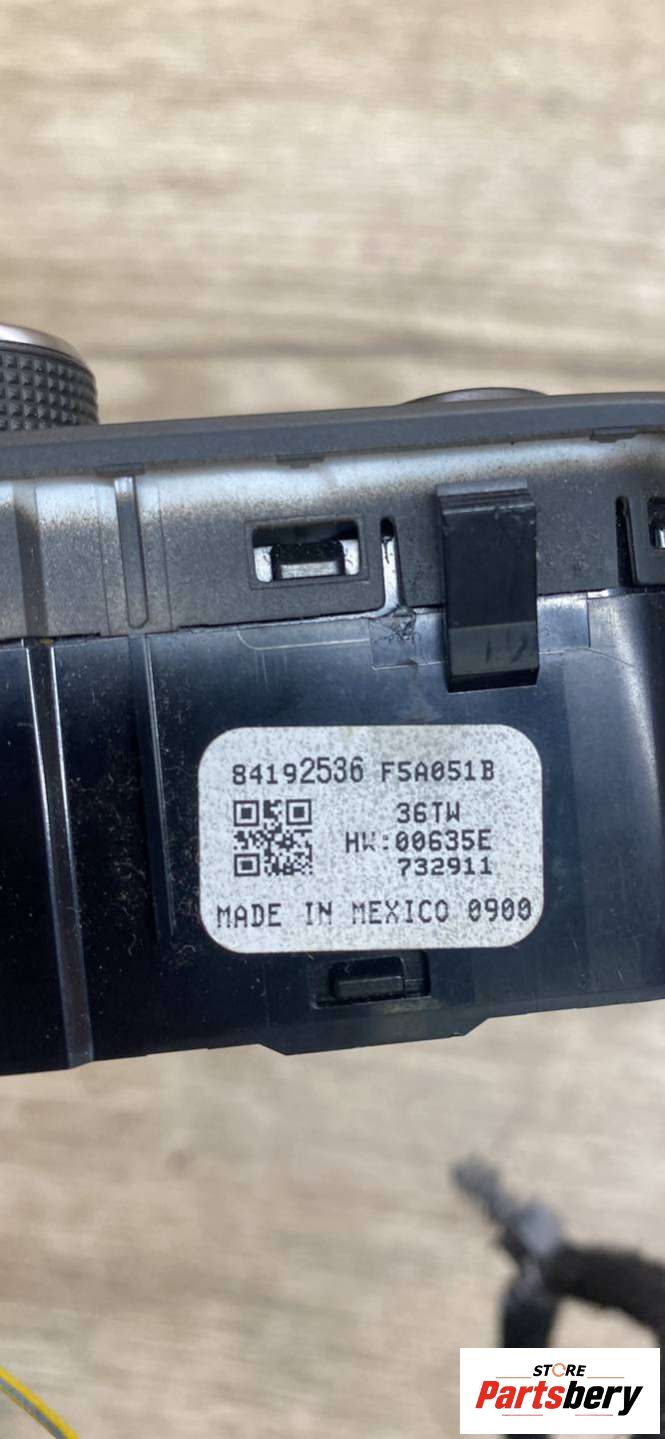 84192536 F5A051B
36TW
HW:00635E
732911
MADE IN MEXICO 0900
STORE
Partsbery